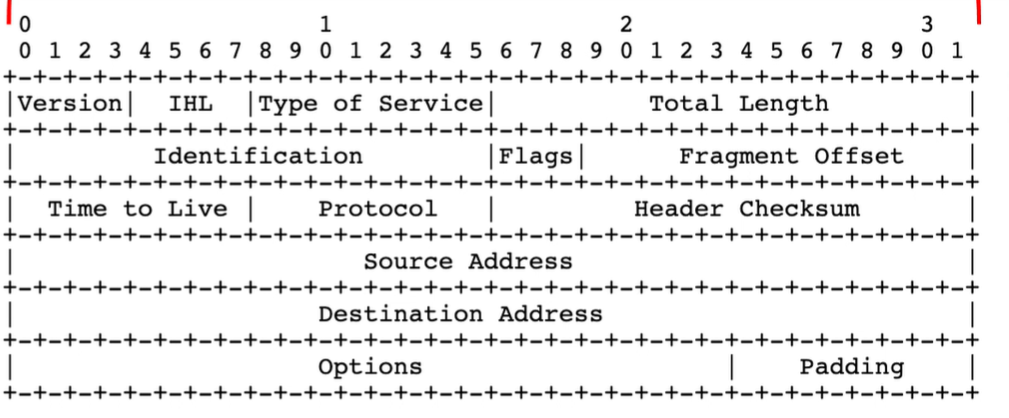 0                   1                   2                   3
 0 1 2 3 4 5 6 7 8 9 0 1 2 3 4 5 6 7 8 9 0 1 2 3 4 5 6 7 8 9 0 1
+-+-+-+-+-+-+-+-+-+-+-+-+-+-+-+-+-+-+-+-+-+-+-+-+-+-+-+-+-+-+-+-+
|Version|  IHL  |Type of Service|          Total Length         |
+-+-+-+-+-+-+-+-+-+-+-+-+-+-+-+-+-+-+-+-+-+-+-+-+-+-+-+-+-+-+-+-+
|         Identification        |Flags|      Fragment Offset    |
+-+-+-+-+-+-+-+-+-+-+-+-+-+-+-+-+-+-+-+-+-+-+-+-+-+-+-+-+-+-+-+-+
|  Time to Live |    Protocol   |         Header Checksum       |
+-+-+-+-+-+-+-+-+-+-+-+-+-+-+-+-+-+-+-+-+-+-+-+-+-+-+-+-+-+-+-+-+
|                       Source Address                          |
+-+-+-+-+-+-+-+-+-+-+-+-+-+-+-+-+-+-+-+-+-+-+-+-+-+-+-+-+-+-+-+-+
|                    Destination Address                        |
+-+-+-+-+-+-+-+-+-+-+-+-+-+-+-+-+-+-+-+-+-+-+-+-+-+-+-+-+-+-+-+-+
|                    Options                    |    Padding    |
+-+-+-+-+-+-+-+-+-+-+-+-+-+-+-+-+-+-+-+-+-+-+-+-+-+-+-+-+-+-+-+-+